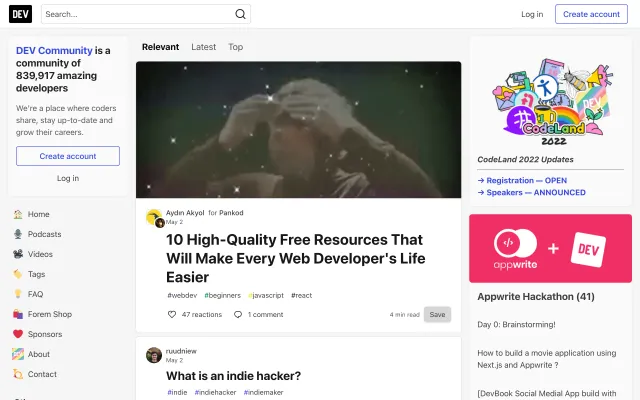 DEV
Search...
Log in
Create account
DEV Community is a
community of
839,917 amazing
developers
We're a place where coders
share, stay up-to-date and
grow their careers.
Create account
Log in
Home
Podcasts
Videos
Tags
FAQ
Forem Shop
Sponsors
About
Contact
Relevant
Latest
Top
Aydın Akyol for Pankod
May 2
10 High-Quality Free Resources That
Will Make Every Web Developer's Life
Easier
#webdev #beginners #javascript #react
47 reactions
1 comment
4 min read
Save
ruudniew
May 2
What is an indie hacker?
#indie #indiehacker #indiemaker
CodeLand
2022
CodeLand 2022 Updates
→ Registration — OPEN
→ Speakers — ANNOUNCED
appwrite
+
DEV
Appwrite Hackathon (41)
Day 0: Brainstorming!
How to build a movie application using
Next.js and Appwrite ?
[DevBook Social Medial App build with